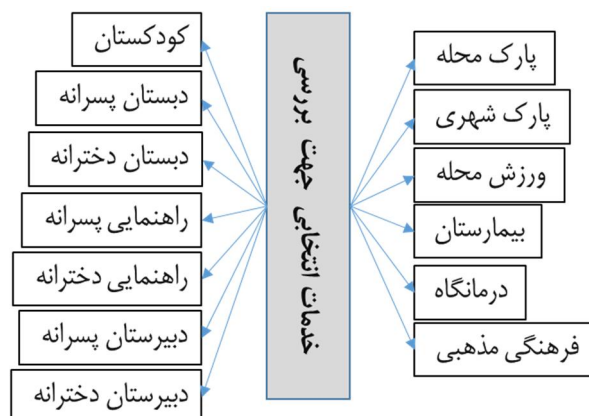 خدمات انتخابی جهت بررسی
پارک محله
پارک شهری
ورزش محله
بیمارستان
درمانگاه
فرهنگی مذهبی
کودکستان
دبستان پسرانه
دبستان دخترانه
راهنمایی پسرانه
راهنمایی دخترانه
دبیرستان پسرانه
دبیرستان دخترانه